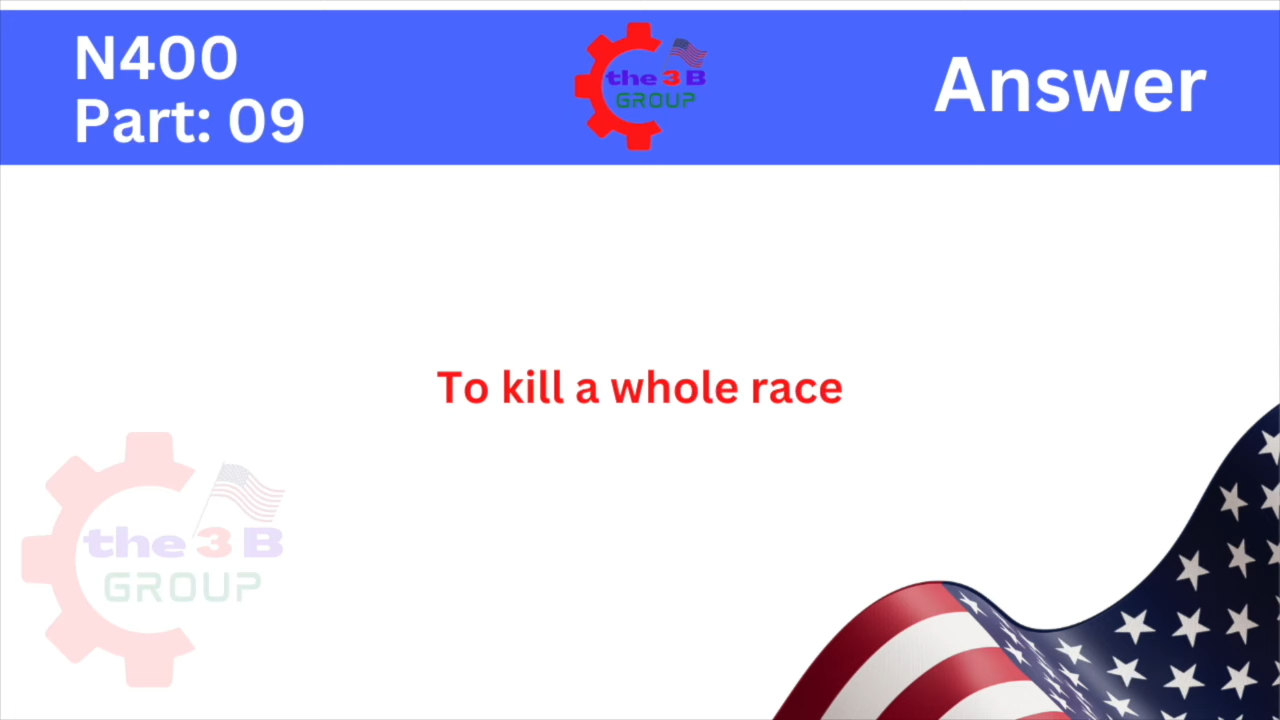 N400
Part: 09
the 3 B
GROUP
Answer
To kill a whole race
the 3 B
GROUP